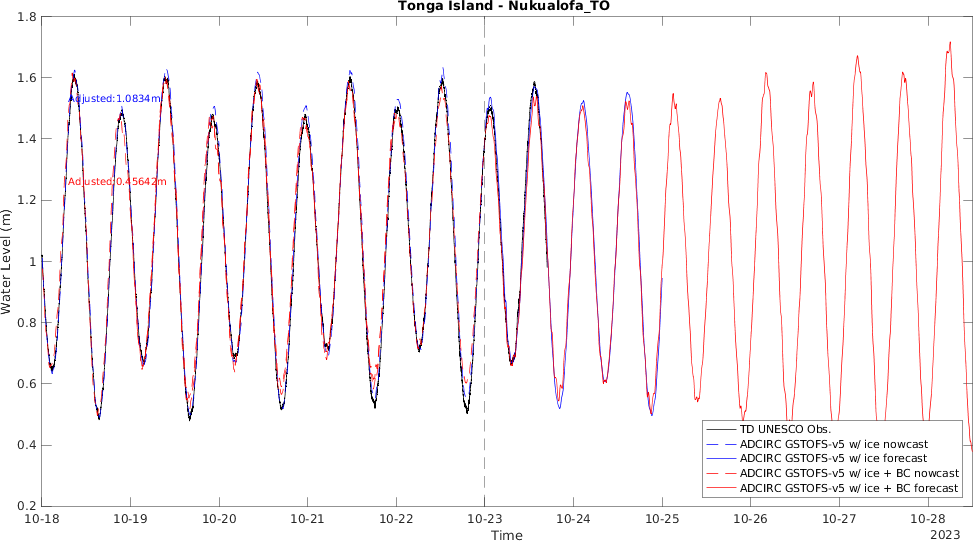 Tonga Island - Nukualofa_TO
1.8
1.6
1.4
1.2
1
0.8
0.6
0.4
0.2
Water Level (m)
Adjusted:1.0834m
Adjusted:0.45642m
TD UNESCO Obs.
ADCIRC GSTOFS-v5 w/ ice nowcast
ADCIRC GSTOFS-v5 w/ ice forecast
ADCIRC GSTOFS-v5 w/ ice + BC nowcast
ADCIRC GSTOFS-v5 w/ ice + BC forecast
10-18 10-19 10-20 10-21 10-22 10-23 10-24 10-25 10-26 10-27 10-28
2023
Time